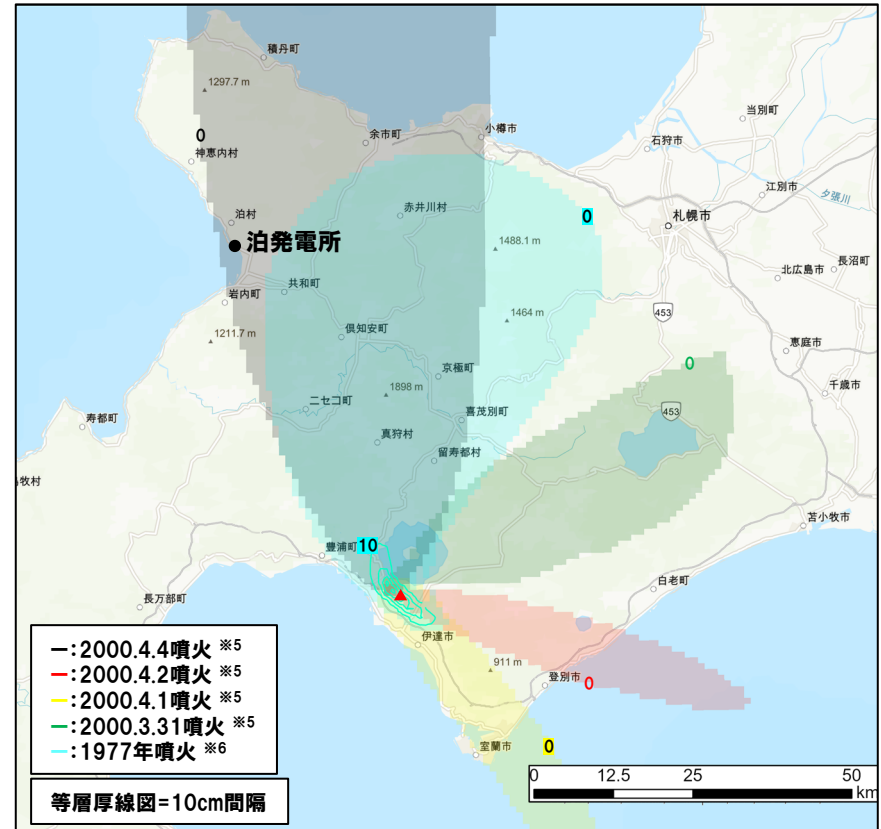 積丹町
1297.7 m
当別町
0
余市町
小樽市
石狩市
神恵内村
江別市
夕張川
泊村
赤井川村
0
札幌市
泊発電所
1488.1 m
北広島市
長沼町
共和町
岩内町
453
1211.7 m
倶知安町
1464 m
恵庭市
0
京極町
千歳市
ニセコ町
1898 m
453
寿都町
喜茂別町
真狩村
留寿都村
牧村
苫小牧市
豊浦町
10
白老町
長万部町
伊達市
911 m
登別市
0
室蘭市
0
ー:2000.4.4噴火 ※5
ー:2000.4.2噴火 ※5
ー:2000.4.1噴火 ※5
ー:2000.3.31噴火 ※5
ー:1977年噴火 ※6
等層厚線図=10cm間隔
0 12.5 25 50
km